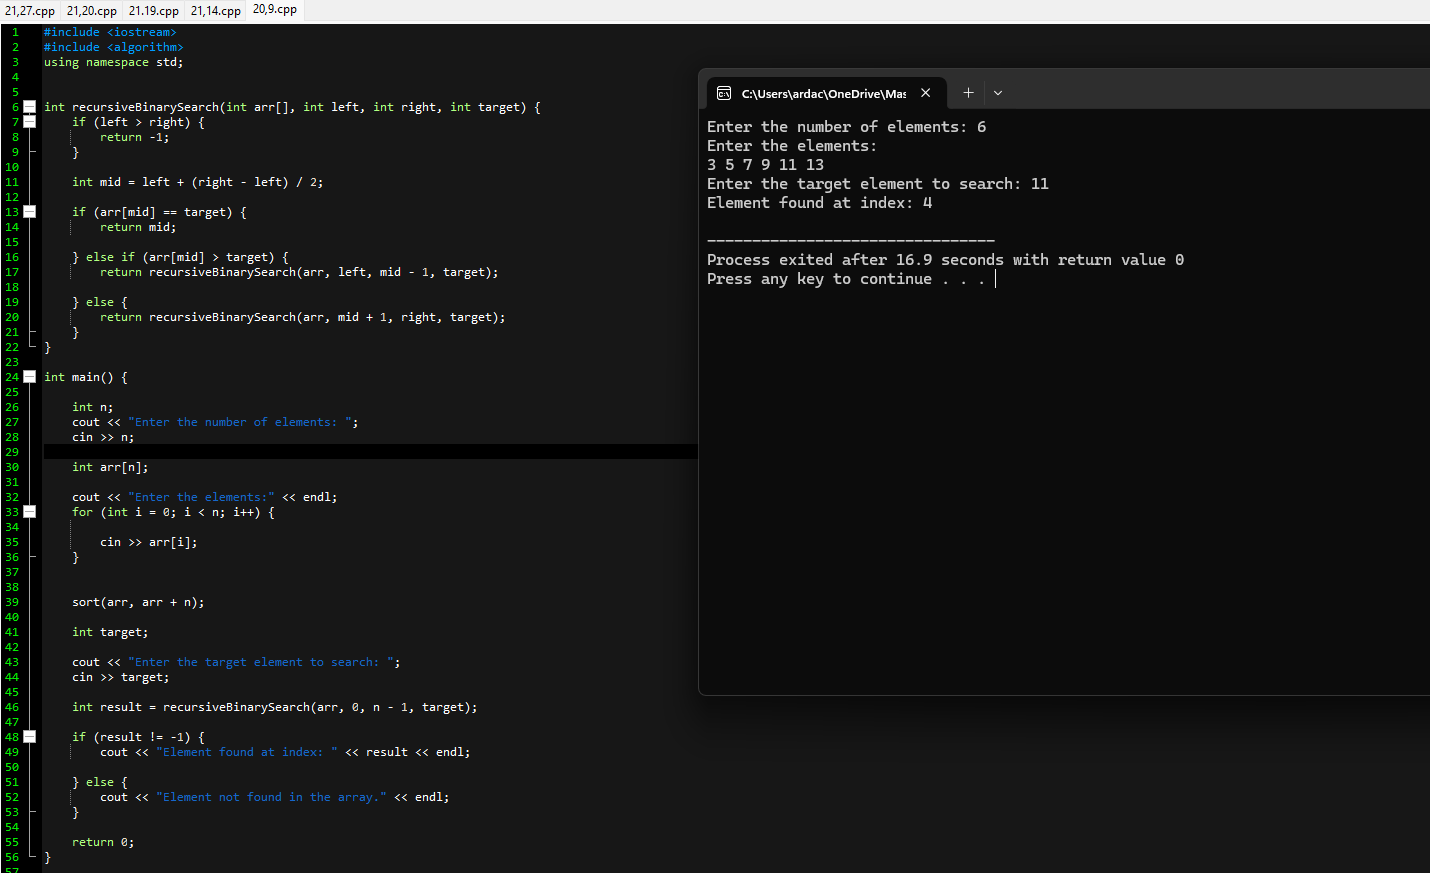 21,27.cpp 21,20.cpp 21.19.cpp 21,14.cpp 20,9.cpp
1 #include <iostream>
2 #include <algorithm>
3 using namespace std;
4
5
6 int recursiveBinarySearch(int arr[], int left, int right, int target) {
7 if (left > right) {
8 return -1;
9 }
10
11 int mid = left + (right - left) / 2;
12
13 if (arr[mid] == target) {
14 return mid;
15
16 } else if (arr[mid] > target) {
17 return recursiveBinarySearch(arr, left, mid - 1, target);
18
19 } else {
20 return recursiveBinarySearch(arr, mid + 1, right, target);
21 }
22 }
23
24 int main() {
25
26 int n;
27 cout << "Enter the number of elements: ";
28 cin >> n;
29
30 int arr[n];
31
32 cout << "Enter the elements:" << endl;
33 for (int i = 0; i < n; i++) {
34
35 cin >> arr[i];
36 }
37
38
39 sort(arr, arr + n);
40
41 int target;
42
43 cout << "Enter the target element to search: ";
44 cin >> target;
45
46 int result = recursiveBinarySearch(arr, 0, n - 1, target);
47
48 if (result != -1) {
49 cout << "Element found at index: " << result << endl;
50
51 } else {
52 cout << "Element not found in the array." << endl;
53 }
54
55 return 0;
56 }
57
C:\Users\ardac\OneDrive\Mas
Enter the number of elements: 6
Enter the elements:
3 5 7 9 11 13
Enter the target element to search: 11
Element found at index: 4
--------------------------------
Process exited after 16.9 seconds with return value 0
Press any key to continue . . .